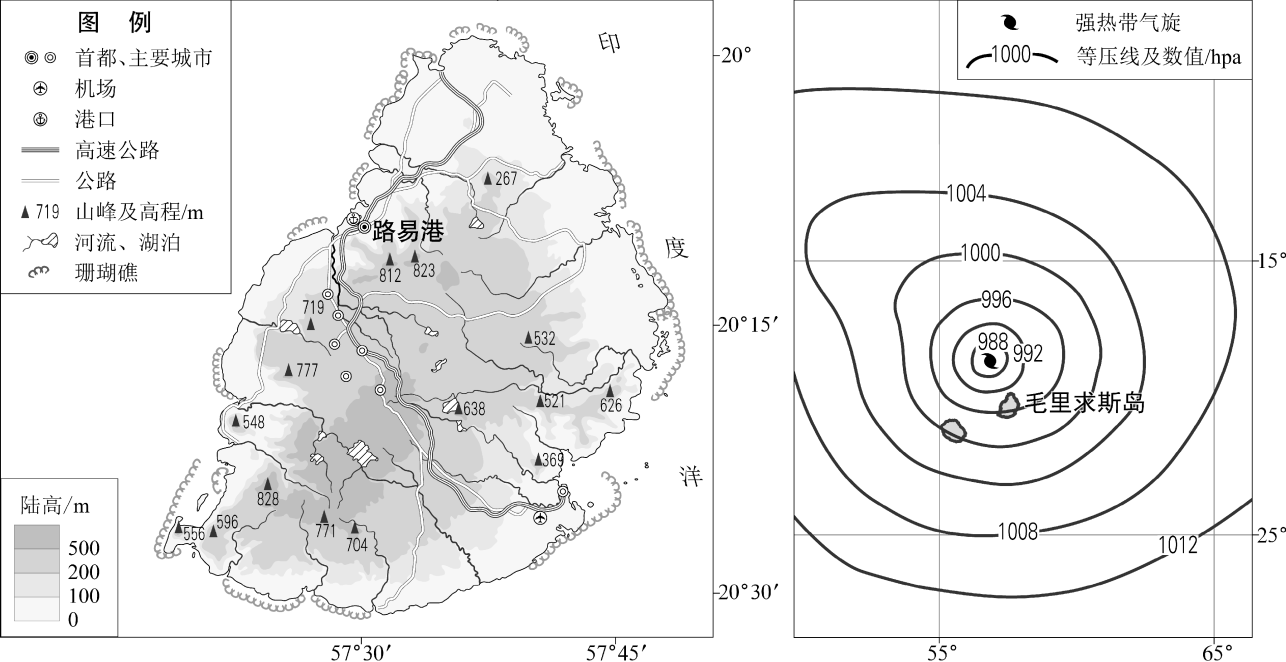 图 例
首都、主要城市
机场
港口
高速公路
公路
719 山峰及高程/m
河流、湖泊
珊瑚礁
陆高/m
500
200
100
0
印
度
洋
267
路易港
812
823
719
532
777
521
626
638
548
369
828
596
556
771
704
20°
20°15′
20°30′
57°30′
57°45′
强热带气旋
1000 等压线及数值/hpa
1004
1000
996
988
992
毛里求斯岛
1008
1012
15°
25°
55°
65°